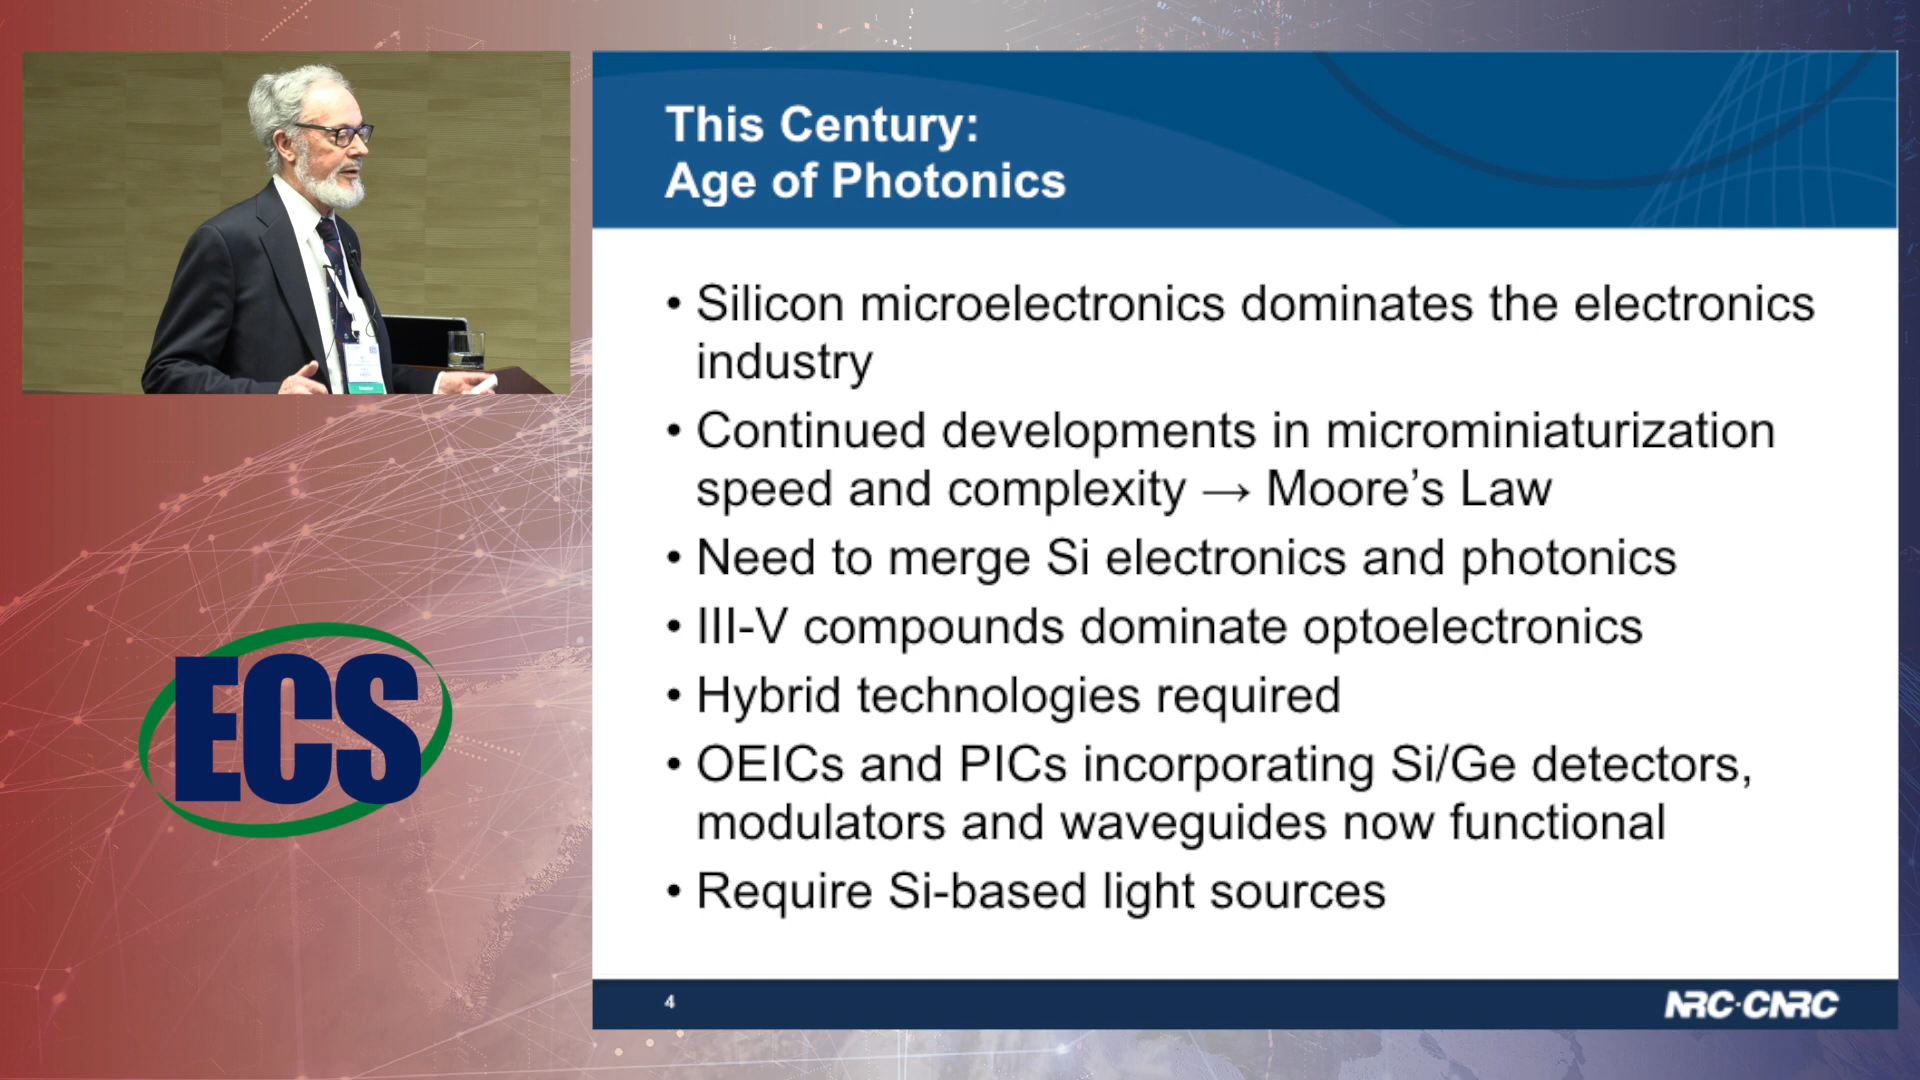 This Century:
Age of Photonics
• Silicon microelectronics dominates the electronics
industry
• Continued developments in microminiaturization
speed and complexity → Moore's Law
• Need to merge Si electronics and photonics
• III-V compounds dominate optoelectronics
• Hybrid technologies required
• OEICs and PICs incorporating Si/Ge detectors,
modulators and waveguides now functional
• Require Si-based light sources
4
NRC·CNRC
ECS